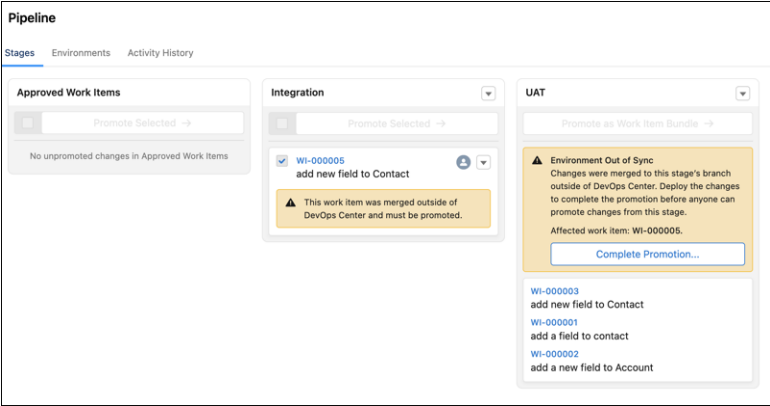 Pipeline
Stages
Environments
Activity History
Approved Work Items
Promote Selected →
No unpromoted changes in Approved Work Items
Integration
Promote Selected →
WI-000005
add new field to Contact
This work item was merged outside of
DevOps Center and must be promoted.
UAT
Promote as Work Item Bundle →
Environment Out of Sync
Changes were merged to this stage's branch
outside of DevOps Center. Deploy the changes
to complete the promotion before anyone can
promote changes from this stage.
Affected work item: WI-000005.
Complete Promotion...
WI-000003
add new field to Contact
WI-000001
add a field to contact
WI-000002
add a new field to Account